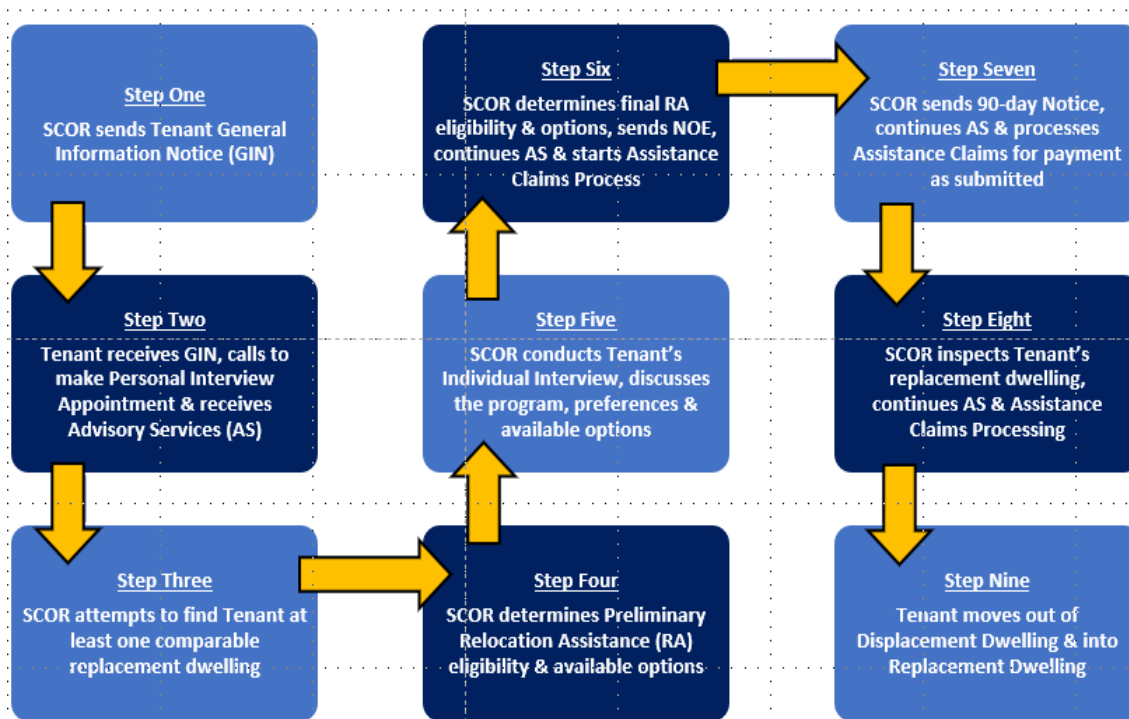 Step One
SCOR sends Tenant General
Information Notice (GIN)
Step Two
Tenant receives GIN, calls to
make Personal Interview
Appointment & receives
Advisory Services (AS)
Step Three
SCOR attempts to find Tenant at
least one comparable
replacement dwelling
Step Four
SCOR determines Preliminary
Relocation Assistance (RA)
eligibility & available options
Step Five
SCOR conducts Tenant's
Individual Interview, discusses
the program, preferences &
available options
Step Six
SCOR determines final RA
eligibility & options, sends NOE,
continues AS & starts Assistance
Claims Process
Step Seven
SCOR sends 90-day Notice,
continues AS & processes
Assistance Claims for payment
as submitted
Step Eight
SCOR inspects Tenant's
replacement dwelling,
continues AS & Assistance
Claims Processing
Step Nine
Tenant moves out of
Displacement Dwelling & into
Replacement Dwelling